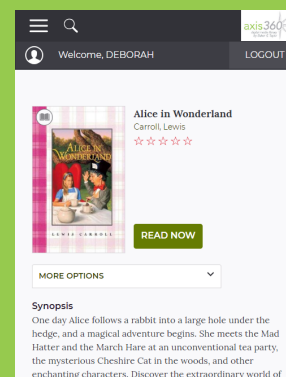 axis360
Welcome, DEBORAH
LOGOUT
ALICE IN
WONDERLAND
LEWIS CARROLL
Alice in Wonderland
Carroll, Lewis
READ NOW
MORE OPTIONS
Synopsis
One day Alice follows a rabbit into a large hole under the
hedge, and a magical adventure begins. She meets the Mad
Hatter and the March Hare at an unconventional tea party,
the mysterious Cheshire Cat in the woods, and other
enchanting characters. Discover the extraordinary world of